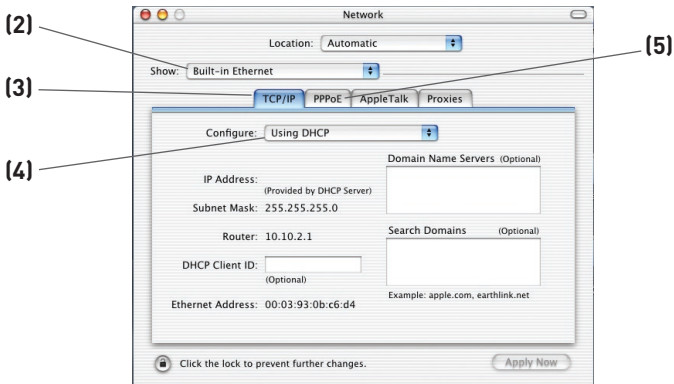 Network
(2)
Location: Automatic
(5)
Show: Built-in Ethernet
(3)
TCP/IP PPPoE AppleTalk Proxies
Configure: Using DHCP
(4)
Domain Name Servers (Optional)
IP Address:
(Provided by DHCP Server)
Subnet Mask: 255.255.255.0
Router: 10.10.2.1
Search Domains (Optional)
DHCP Client ID:
(Optional)
Example: apple.com, earthlink.net
Ethernet Address: 00:03:93:0b:c6:d4
Click the lock to prevent further changes.
Apply Now